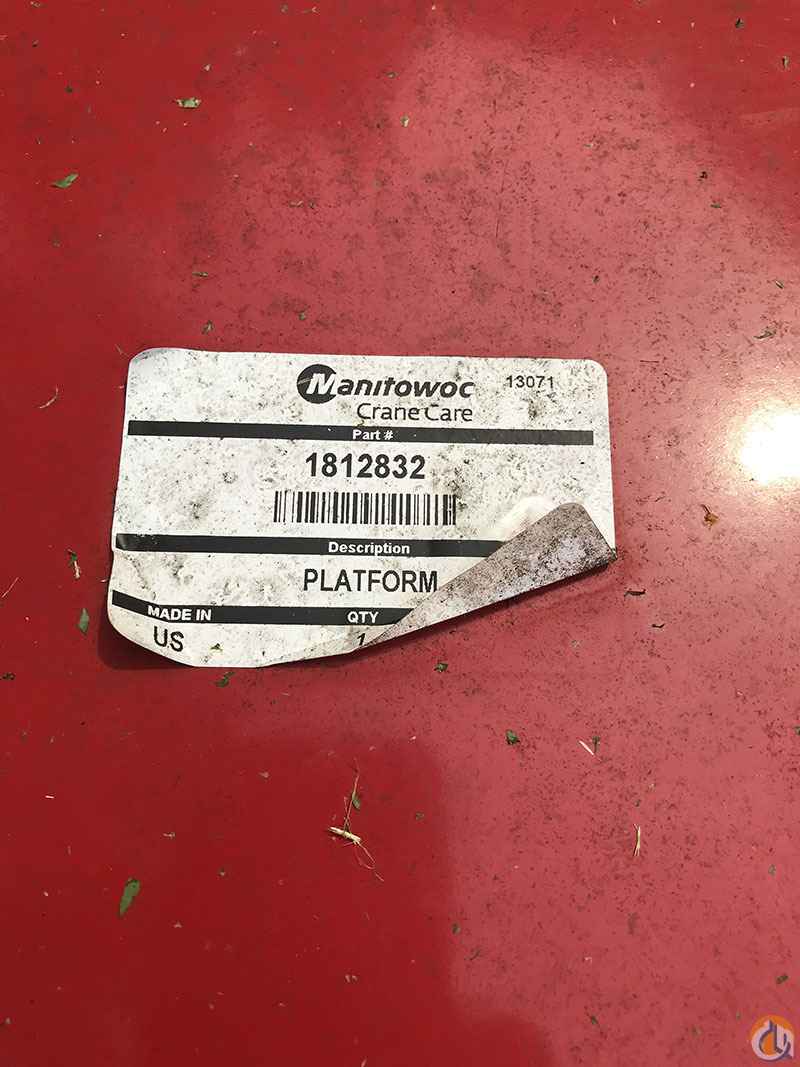 Manitowoc 13071
Crane Care
Part #
1812832
Description
PLATFORM
MADE IN QTY
US 1